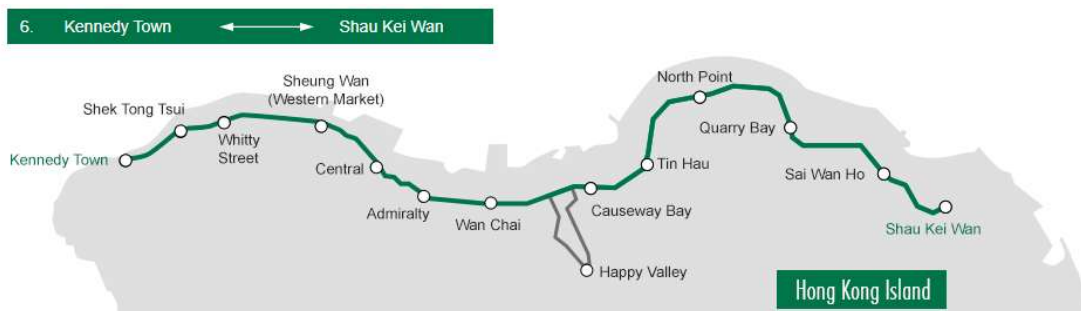 6. Kennedy Town Shau Kei Wan
Sheung Wan
(Western Market)
North Point
Shek Tong Tsui
Quarry Bay
Whitty
Street
Kennedy Town
Central
Tin Hau
Sai Wan Ho
Admiralty
Wan Chai
Causeway Bay
Shau Kei Wan
Happy Valley
Hong Kong Island